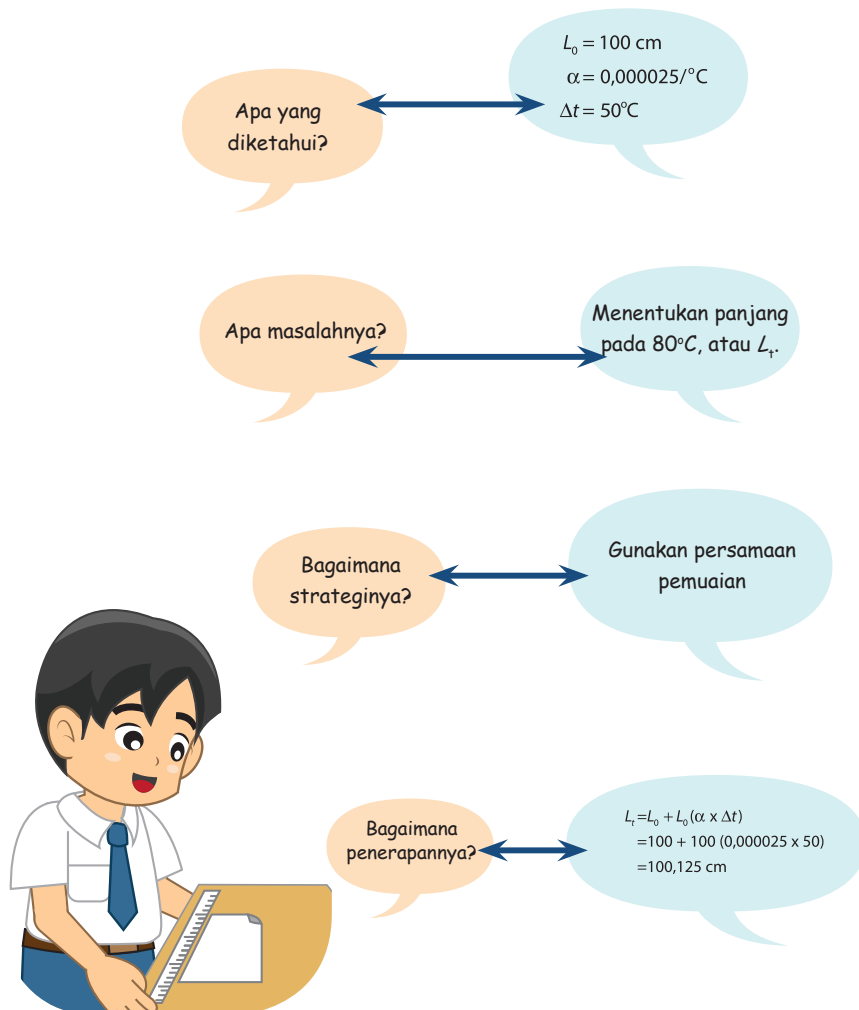 Apa yang
diketahui?
L₀ = 100 cm
α = 0,000025/°C
Δt = 50°C
Apa masalahnya?
Menentukan panjang
pada 80°C, atau Lₜ.
Bagaimana
strateginya?
Gunakan persamaan
pemuaian
Bagaimana
penerapannya?
Lₜ =L₀ + L₀ (α x Δt)
=100 + 100 (0,000025 x 50)
=100,125 cm